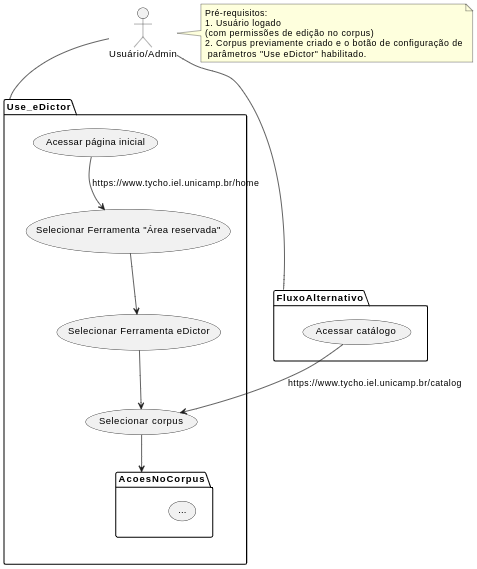 Pré-requisitos:
1. Usuário logado
(com permissões de edição no corpus)
2. Corpus previamente criado e o botão de configuração de
parâmetros "Use eDictor" habilitado.
Usuário/Admin
Use_eDictor
Acessar página inicial
https://www.tycho.iel.unicamp.br/home
Selecionar Ferramenta "Área reservada"
FluxoAlternativo
Selecionar Ferramenta eDictor
Acessar catálogo
https://www.tycho.iel.unicamp.br/catalog
Selecionar corpus
AcoesNoCorpus
...